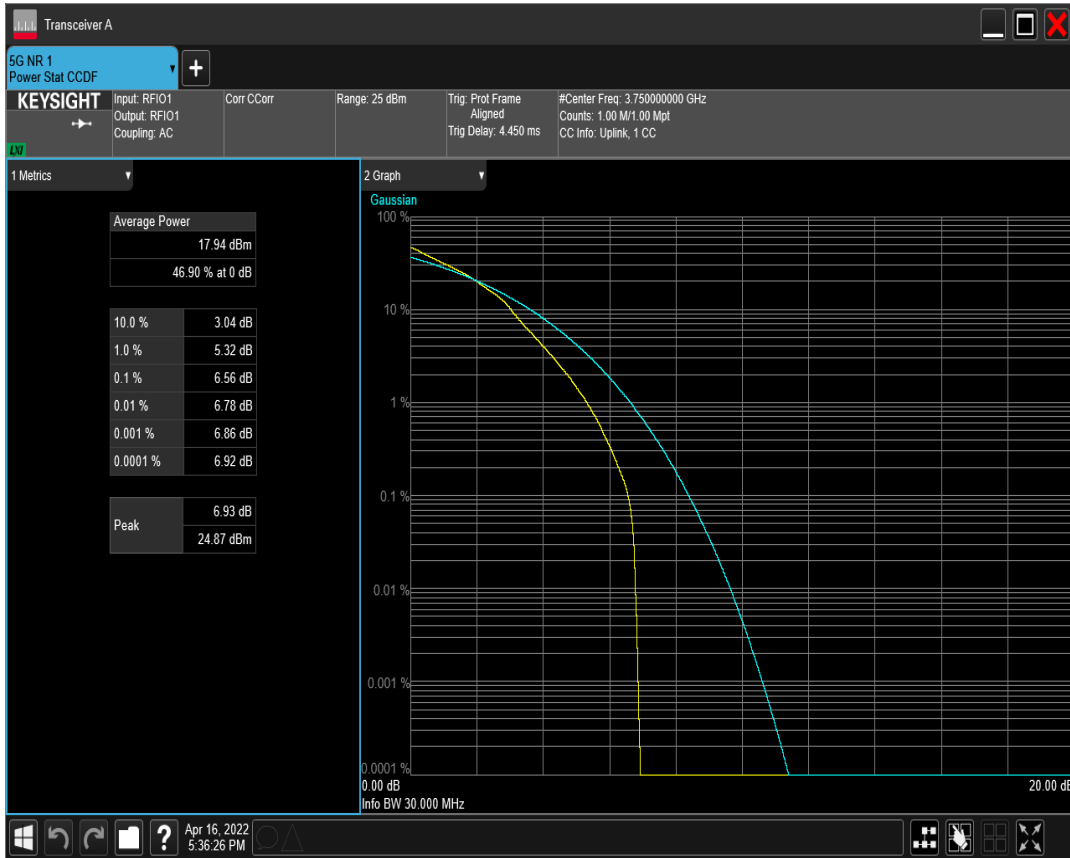 Transceiver A
5G NR 1
Power Stat CCDF
KEYSIGHT
LXI
Input: RFIO1
Output: RFIO1
Coupling: AC
Corr CCorr
Range: 25 dBm
Trig: Prot Frame
Aligned
Trig Delay: 4.450 ms
#Center Freq: 3.750000000 GHz
Counts: 1.00 M/1.00 Mpt
CC Info: Uplink, 1 CC
1 Metrics
Average Power
17.94 dBm
46.90 % at 0 dB
10.0 % 3.04 dB
1.0 % 5.32 dB
0.1 % 6.56 dB
0.01 % 6.78 dB
0.001 % 6.86 dB
0.0001 % 6.92 dB
Peak
6.93 dB
24.87 dBm
2 Graph
Gaussian
100 %
10 %
1 %
0.1 %
0.01 %
0.001 %
0.0001 %
0.00 dB 20.00 dB
Info BW 30.000 MHz
? Apr 16, 2022
5:36:26 PM